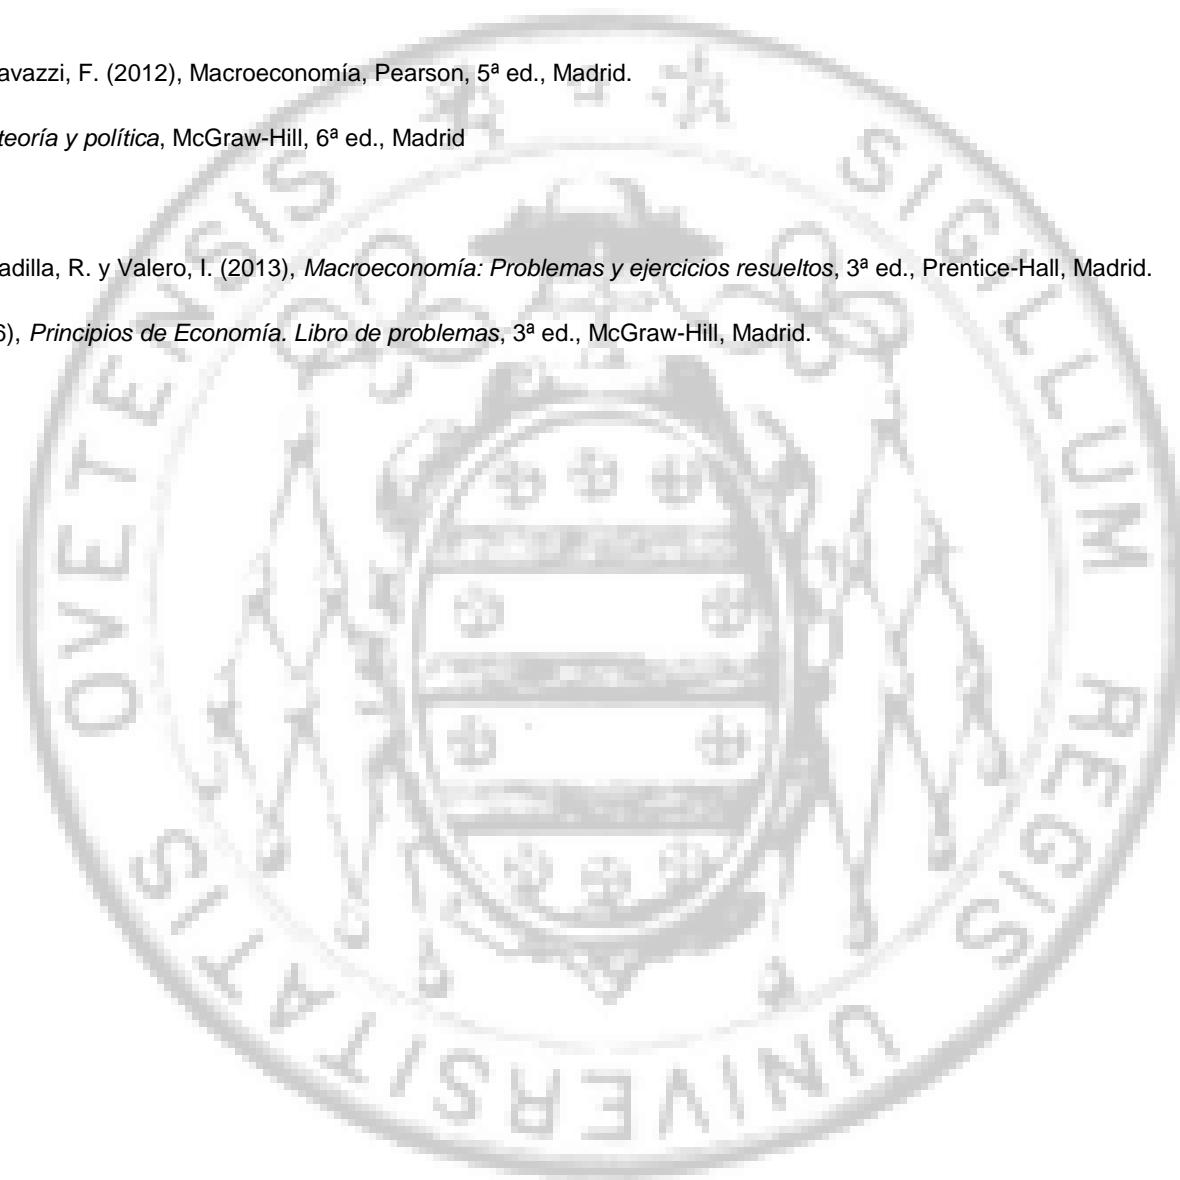 avazzi, F. (2012), Macroeconomía, Pearson, 5ª ed., Madrid.
teoría y política, McGraw-Hill, 6ª ed., Madrid
adilla, R. y Valero, I. (2013), Macroeconomía: Problemas y ejercicios resueltos, 3ª ed., Prentice-Hall, Madrid.
6), Principios de Economía. Libro de problemas, 3ª ed., McGraw-Hill, Madrid.
SIGILLUM REGIS UNIVERSITATIS OVETENSIS